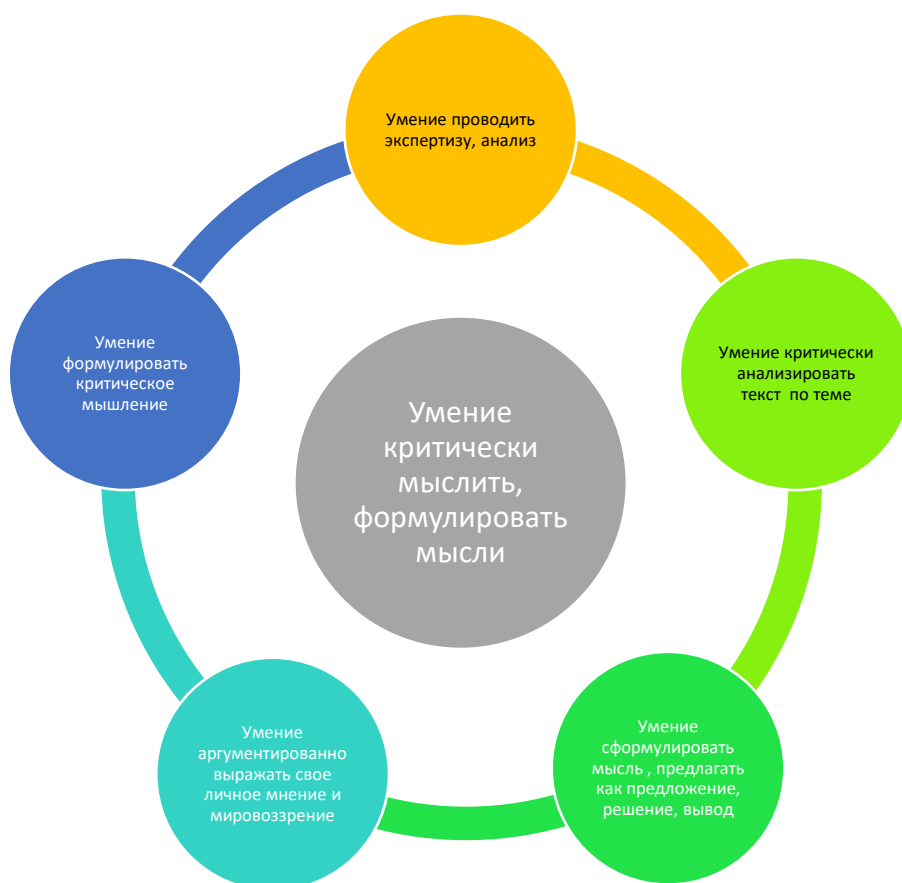 Умение проводить
экспертизу, анализ
Умение критически
анализировать
текст по теме
Умение
сформулировать
мысль , предлагать
как предложение,
решение, вывод
Умение
аргументированно
выражать свое
личное мнение и
мировоззрение
Умение
формулировать
критическое
мышление
Умение
критически
мыслить,
формулировать
мысли